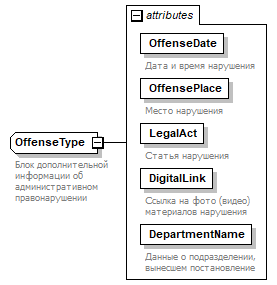 attributes
OffenseDate
Дата и время нарушения
OffensePlace
Место нарушения
LegalAct
Статья нарушения
DigitalLink
Ссылка на фото (видео)
материалов нарушения
DepartmentName
Данные о подразделении,
вынесшем постановление
OffenseType
Блок дополнительной
информации об
административном
правонарушении